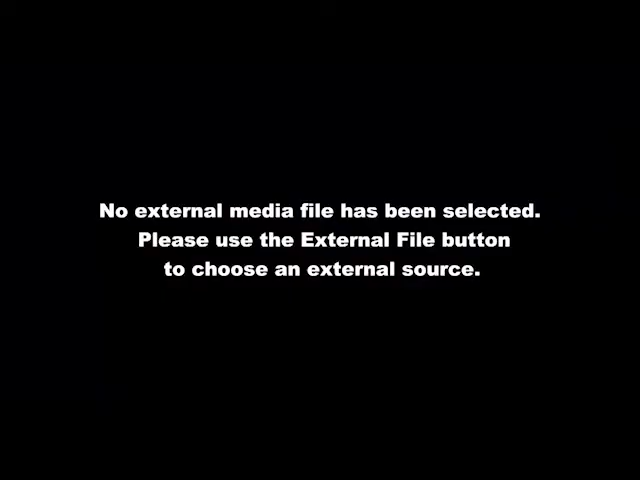 No external media file has been selected.
Please use the External File button
to choose an external source.